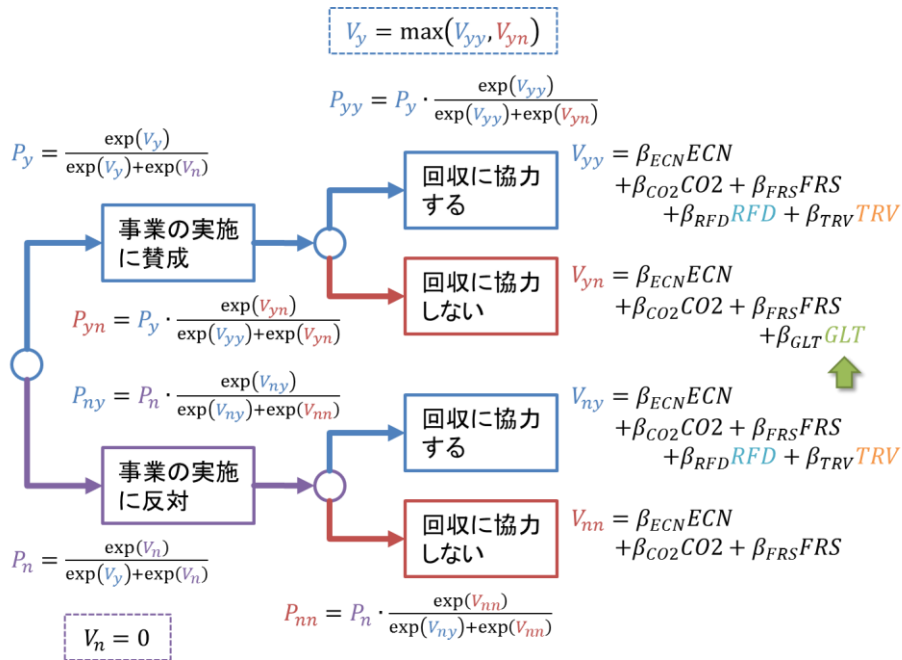 V_y = max(V_yy, V_yn)
P_yy = P_y · exp(V_yy) / (exp(V_yy)+exp(V_yn))
P_y = exp(V_y) / (exp(V_y)+exp(V_n))
回収に協力
する
V_yy = β_ECN ECN
+β_CO2 CO2 + β_FRS FRS
+β_RFD RFD + β_TRV TRV
事業の実施
に賛成
回収に協力
しない
V_yn = β_ECN ECN
+β_CO2 CO2 + β_FRS FRS
+β_GLT GLT
P_yn = P_y · exp(V_yn) / (exp(V_yy)+exp(V_yn))
P_ny = P_n · exp(V_ny) / (exp(V_ny)+exp(V_nn))
回収に協力
する
V_ny = β_ECN ECN
+β_CO2 CO2 + β_FRS FRS
+β_RFD RFD + β_TRV TRV
事業の実施
に反対
回収に協力
しない
V_nn = β_ECN ECN
+β_CO2 CO2 + β_FRS FRS
P_n = exp(V_n) / (exp(V_y)+exp(V_n))
P_nn = P_n · exp(V_nn) / (exp(V_ny)+exp(V_nn))
V_n = 0